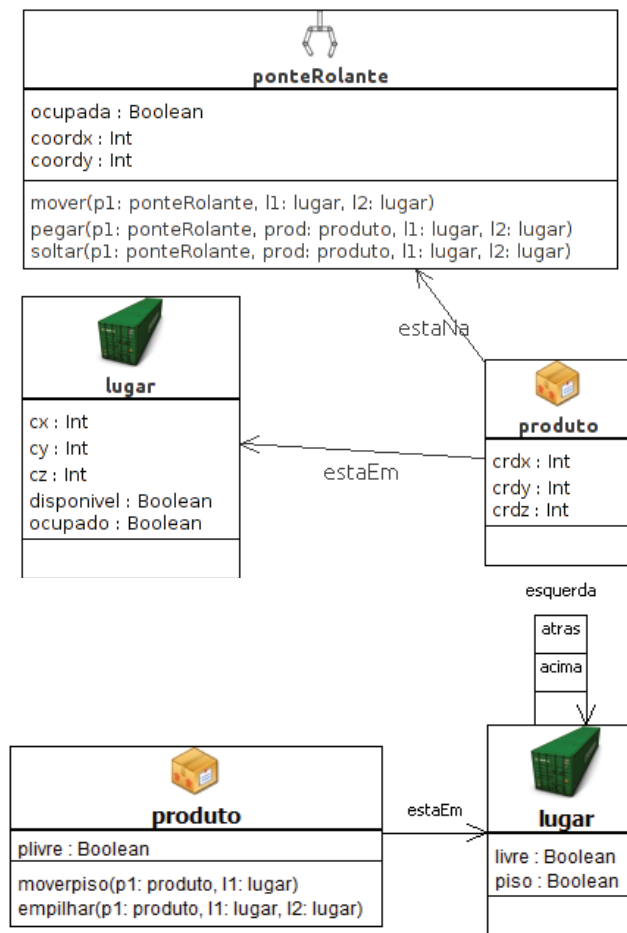 ponteRolante
ocupada : Boolean
coordx : Int
coordy : Int
mover(p1: ponteRolante, l1: lugar, l2: lugar)
pegar(p1: ponteRolante, prod: produto, l1: lugar, l2: lugar)
soltar(p1: ponteRolante, prod: produto, l1: lugar, l2: lugar)
estaNa
lugar
cx : Int
cy : Int
cz : Int
disponivel : Boolean
ocupado : Boolean
estaEm
produto
crdx : Int
crdy : Int
crdz : Int
esquerda
atras
acima
produto
plivre : Boolean
moverpiso(p1: produto, l1: lugar)
empilhar(p1: produto, l1: lugar, l2: lugar)
estaEm
lugar
livre : Boolean
piso : Boolean